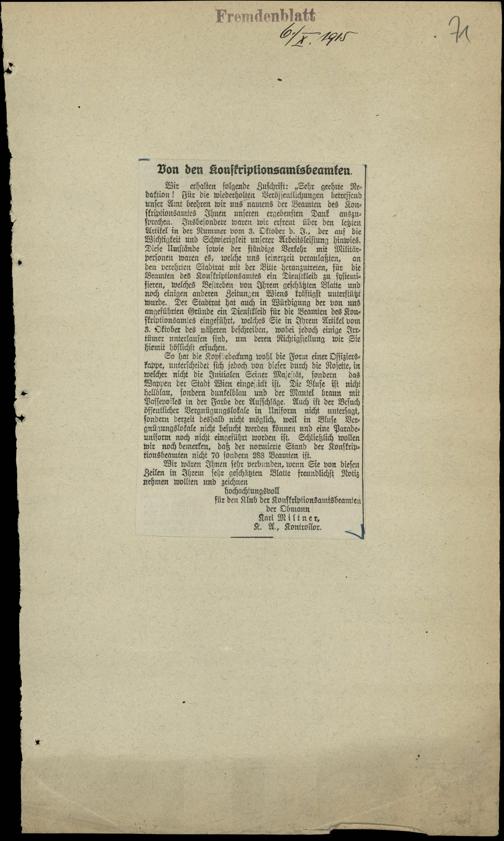 Fremdenblatt
6/X. 1915
71
Von den Konskriptionsamtsbeamten.
Wir erhalten folgende Zuschrift: „Sehr geehrte Re-
daktion! Für die wiederholten Veröffentlichungen betreffend
unser Amt beehren wir uns namens der Beamten des Kon-
skriptionsamtes Ihnen unseren ergebensten Dank auszu-
sprechen. Insbesondere waren wir erfreut über den letzten
Artikel in der Nummer vom 3. Oktober d. J., der auf die
Wichtigkeit und Schwierigkeit unserer Arbeitsleistung hinwies.
Diese Umstände sowie der ständige Verkehr mit Militär-
personen waren es, welche uns seinerzeit veranlaßten, an
den verehrten Stadtrat mit der Bitte heranzutreten, für die
Beamten des Konskriptionsamtes ein Dienstkleid zu systemi-
sieren, welches Bestreben von Ihrem geschätzten Blatte und
noch einigen anderen Zeitungen Wiens kräftigst unterstützt
wurde. Der Stadtrat hat auch in Würdigung der von uns
angeführten Gründe ein Dienstkleid für die Beamten des Kon-
skriptionsamtes eingeführt, welches Sie in Ihrem Artikel vom
3. Oktober des näheren beschreiben, wobei jedoch einige Irr-
tümer unterlaufen sind, um deren Richtigstellung wir Sie
hiemit höflichst ersuchen.
So hat die Kopfbedeckung wohl die Form einer Offiziers-
kappe, unterscheidet sich jedoch von dieser durch die Rosette, in
welcher nicht die Initialen Seiner Majestät, sondern das
Wappen der Stadt Wien eingestickt ist. Die Bluse ist nicht
hellblau, sondern dunkelblau und der Mantel braun mit
Passepoiles in der Farbe der Aufschläge. Auch ist der Besuch
öffentlicher Vergnügungslokale in Uniform nicht untersagt,
sondern derzeit deshalb nicht möglich, weil in Bluse Ver-
gnügungslokale nicht besucht werden können und eine Parade-
uniform noch nicht eingeführt worden ist. Schließlich wollen
wir noch bemerken, daß der normierte Stand der Konskrip-
tionsbeamten nicht 70 sondern 288 Beamten ist.
Wir wären Ihnen sehr verbunden, wenn Sie von diesen
Zeilen in Ihrem sehr geschätzten Blatte freundlichst Notiz
nehmen wollten und zeichnen
hochachtungsvoll
für den Klub der Konskriptionsamtsbeamten
der Obmann
Karl Miltner,
K. A., Kontrollor.